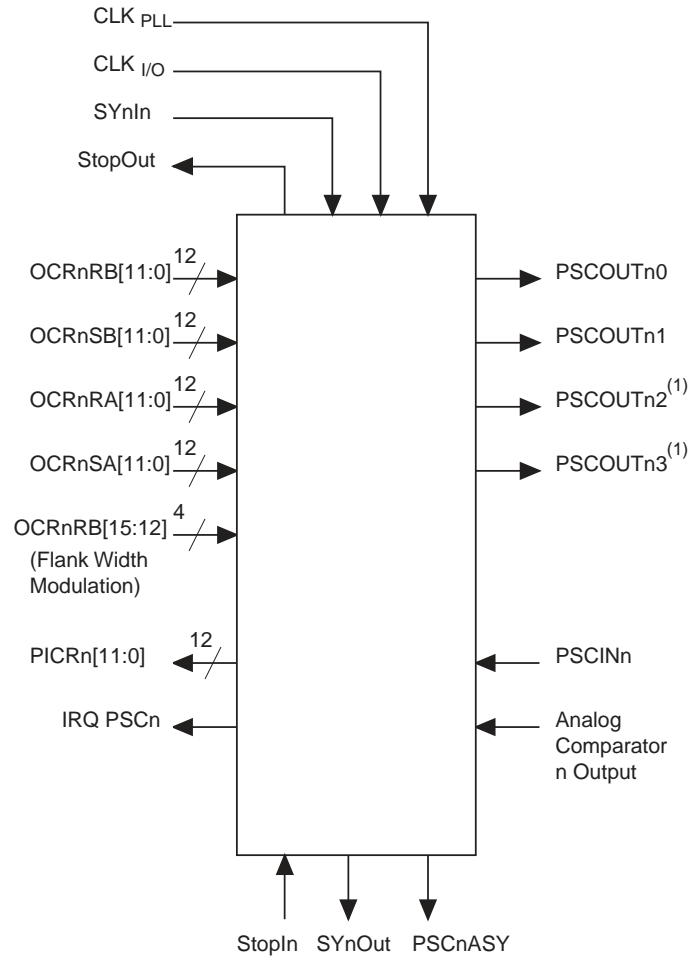 CLK PLL
CLK I/O
SYnIn
StopOut
OCRnRB[11:0] 12
PSCOUTn0
OCRnSB[11:0] 12
PSCOUTn1
OCRnRA[11:0] 12
PSCOUTn2(1)
OCRnSA[11:0] 12
PSCOUTn3(1)
OCRnRB[15:12] 4
(Flank Width
Modulation)
PICRn[11:0] 12
PSCINn
IRQ PSCn
Analog
Comparator
n Output
StopIn SYnOut PSCnASY